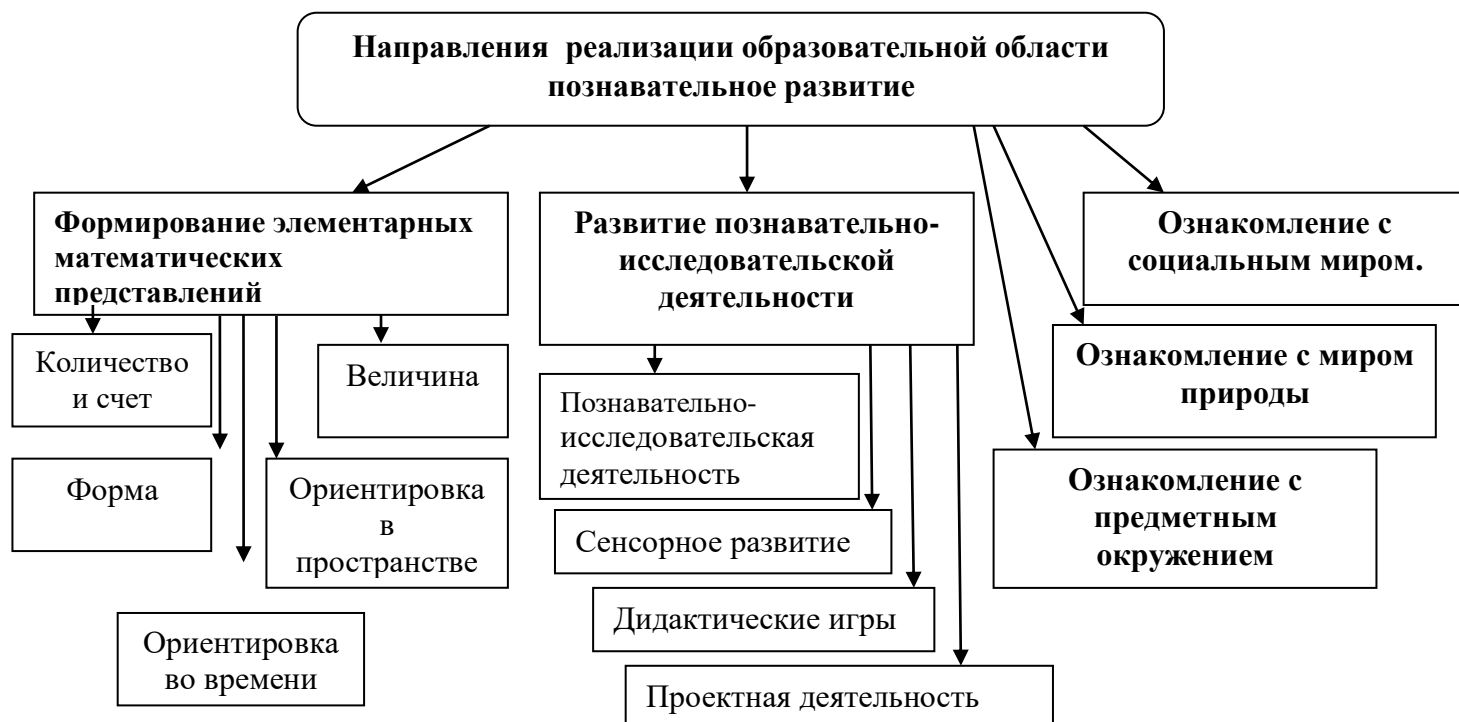 Направления реализации образовательной области
познавательное развитие
Формирование элементарных
математических
представлений
Количество
и счет
Величина
Форма
Ориентировка
в
пространстве
Ориентировка
во времени
Развитие познавательно-
исследовательской
деятельности
Познавательно-
исследовательская
деятельность
Сенсорное развитие
Дидактические игры
Проектная деятельность
Ознакомление с
социальным миром.
Ознакомление с миром
природы
Ознакомление с
предметным
окружением